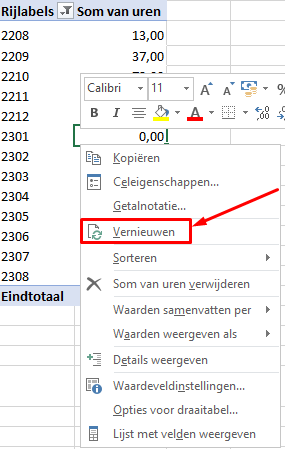 Rijlabels Som van uren
2208 13,00
2209 37,00
2210
2211
2212
2301 0,00
2302
2303
2304
2305
2306
2307
2308
Eindtotaal
Calibri 11 A A
B I A ,00
Kopiëren
Celeigenschappen...
Getalnotatie...
Vernieuwen
Sorteren
Som van uren verwijderen
Waarden samenvatten per
Waarden weergeven als
Details weergeven
Waardeveldinstellingen...
Opties voor draaitabel...
Lijst met velden weergeven